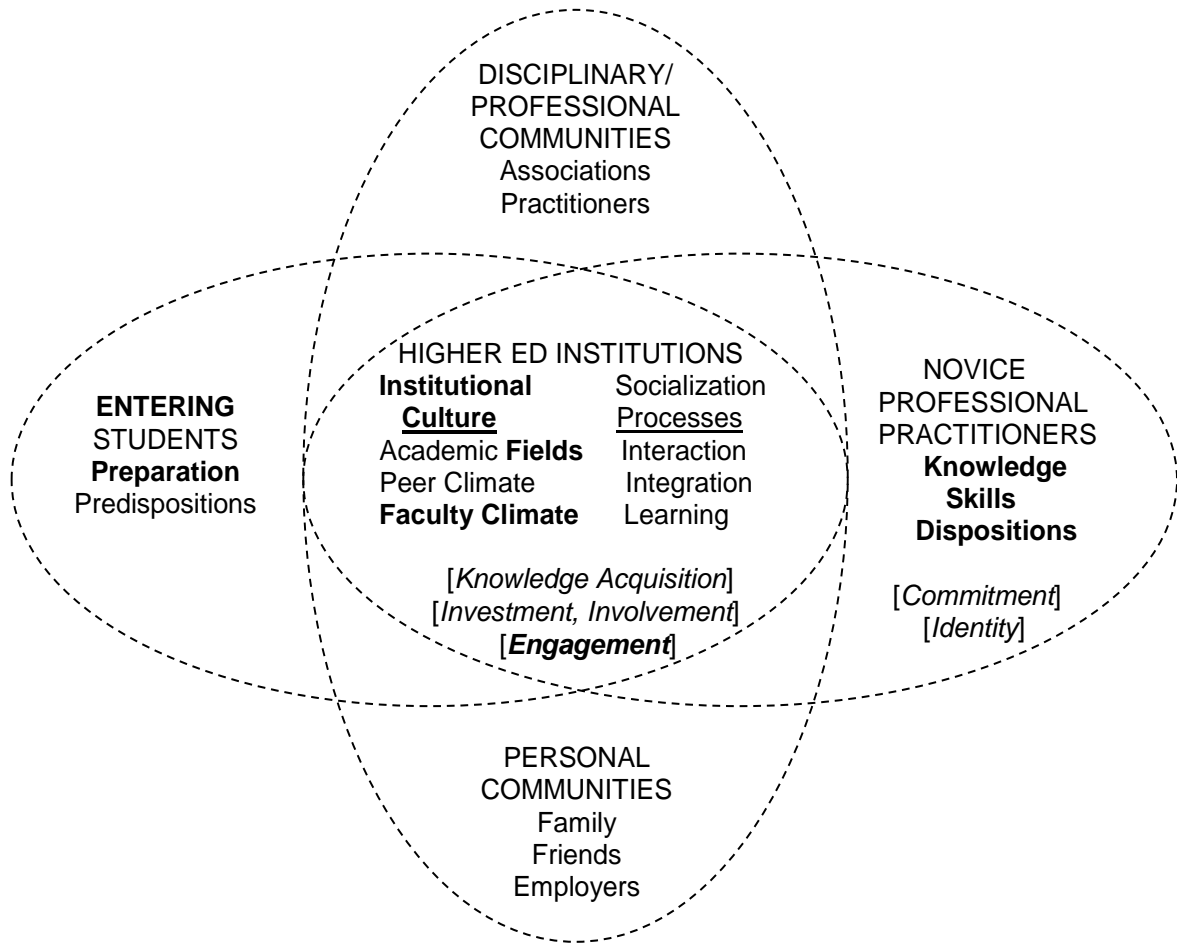 DISCIPLINARY/
PROFESSIONAL
COMMUNITIES
Associations
Practitioners
ENTERING
STUDENTS
Preparation
Predispositions
HIGHER ED INSTITUTIONS
Institutional
Culture
Academic Fields
Peer Climate
Faculty Climate
Socialization
Processes
Interaction
Integration
Learning
[Knowledge Acquisition]
[Investment, Involvement]
[Engagement]
NOVICE
PROFESSIONAL
PRACTITIONERS
Knowledge
Skills
Dispositions
[Commitment]
[Identity]
PERSONAL
COMMUNITIES
Family
Friends
Employers